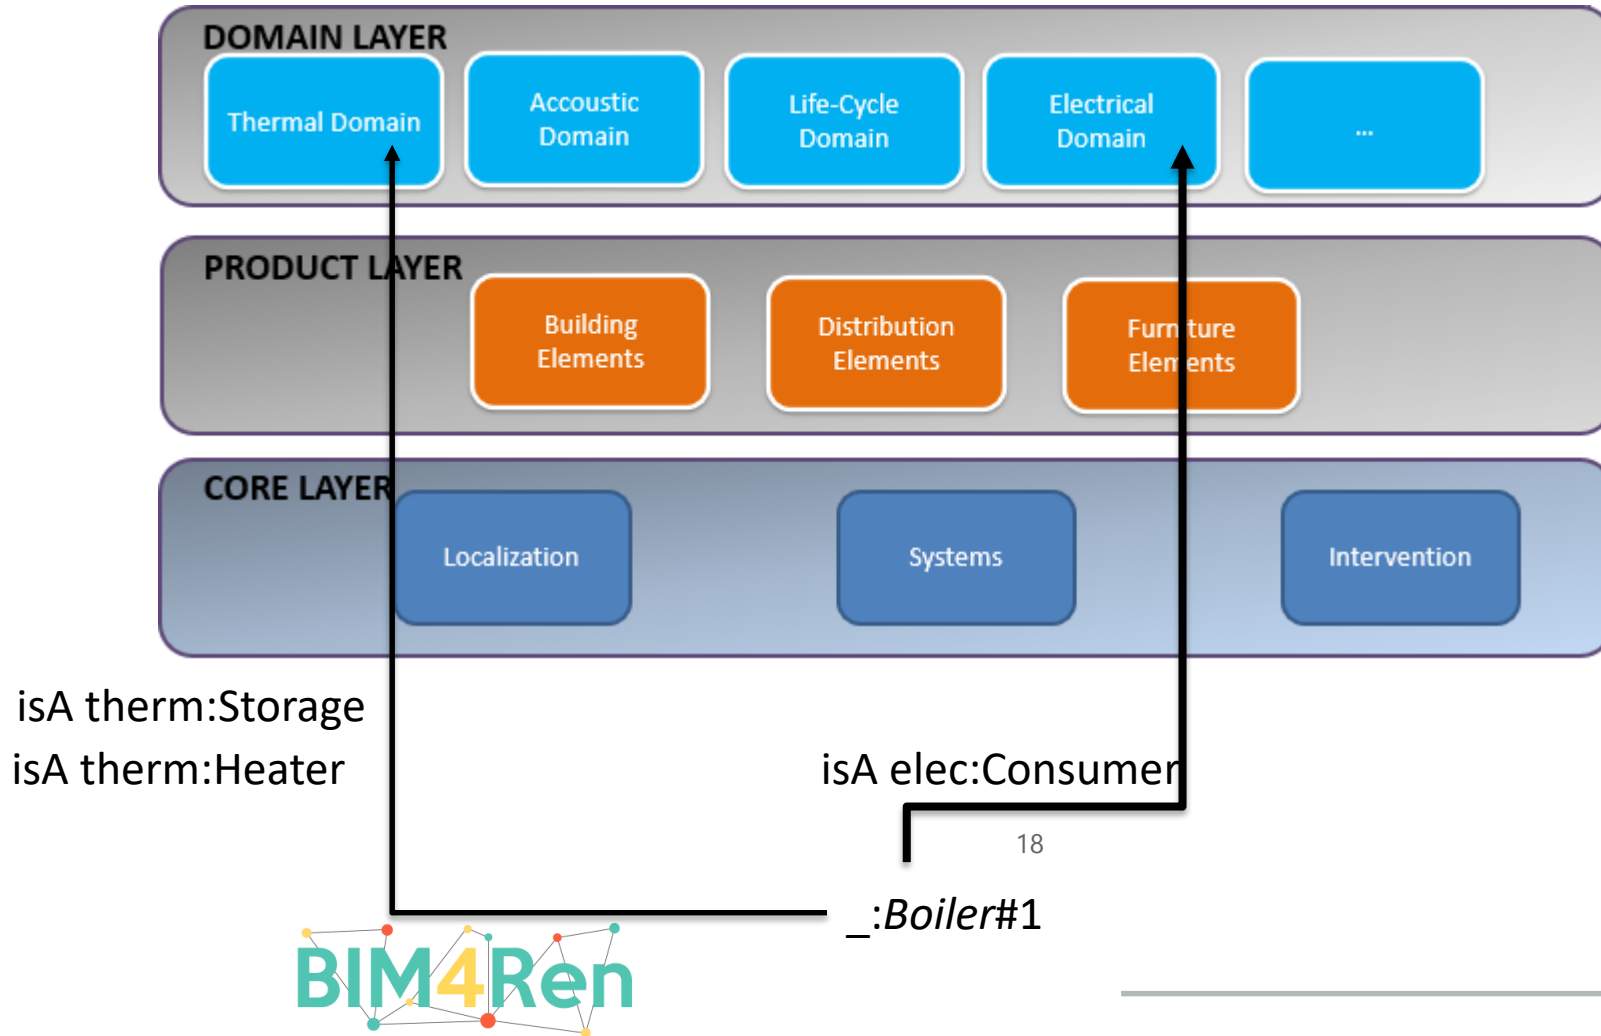 DOMAIN LAYER
Thermal Domain
Accoustic
Domain
Life-Cycle
Domain
Electrical
Domain
...
PRODUCT LAYER
Building
Elements
Distribution
Elements
Furniture
Elements
CORE LAYER
Localization
Systems
Intervention
isA therm:Storage
isA therm:Heater
isA elec:Consumer
18
_:Boiler#1
BIM4Ren